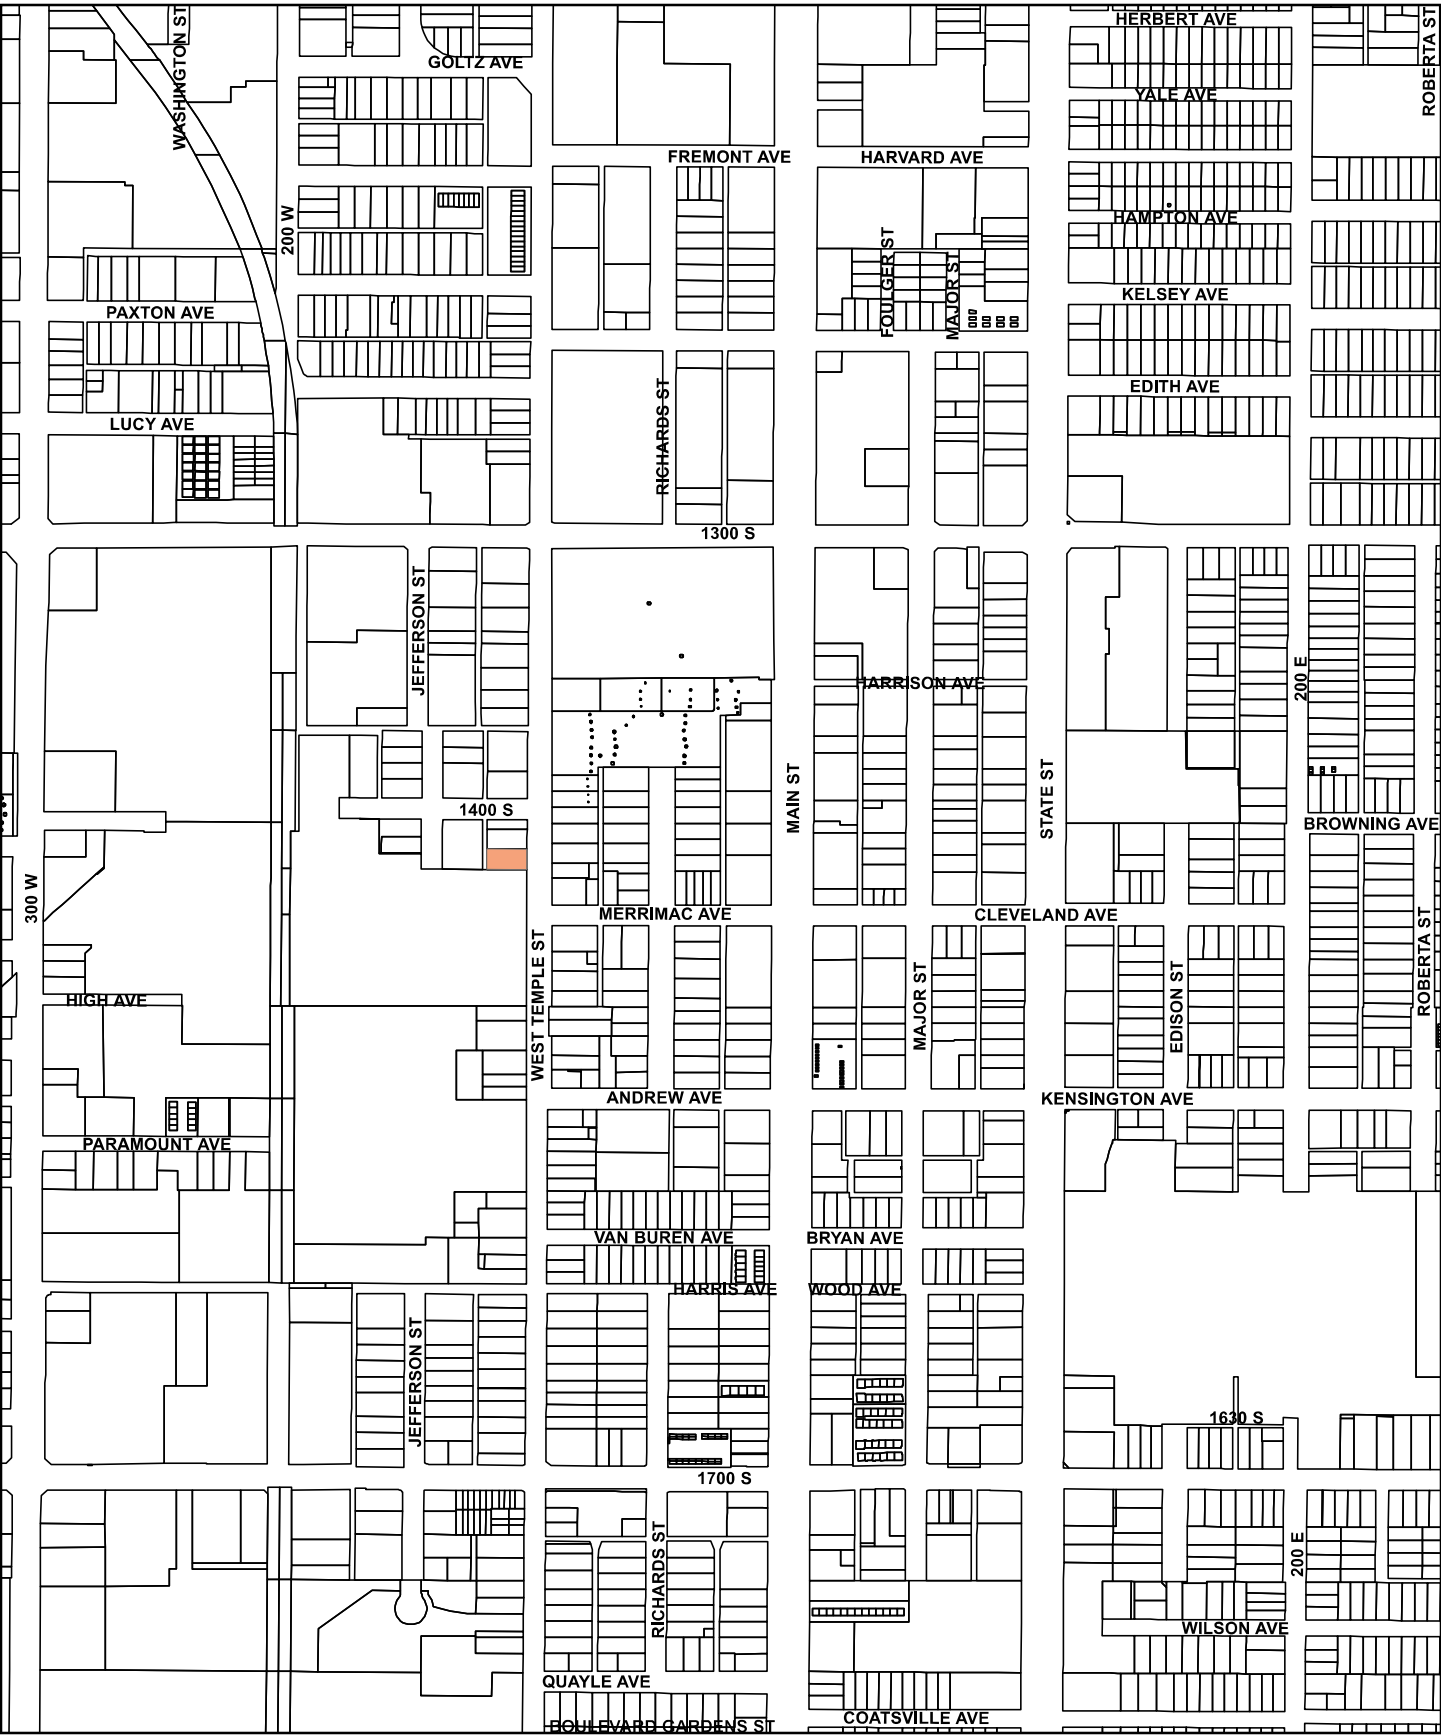 HERBERT AVE
ROBERTA ST
WASHINGTON ST
GOLTZ AVE
YALE AVE
FREMONT AVE
HARVARD AVE
HAMPTON AVE
200 W
FOULGER ST
MAJOR ST
KELSEY AVE
PAXTON AVE
EDITH AVE
LUCY AVE
RICHARDS ST
1300 S
JEFFERSON ST
HARRISON AVE
200 E
MAIN ST
STATE ST
1400 S
BROWNING AVE
300 W
MERRIMAC AVE
CLEVELAND AVE
ROBERTA ST
WEST TEMPLE ST
MAJOR ST
EDISON ST
HIGH AVE
ANDREW AVE
KENSINGTON AVE
PARAMOUNT AVE
VAN BUREN AVE
BRYAN AVE
HARRIS AVE
WOOD AVE
JEFFERSON ST
1630 S
1700 S
RICHARDS ST
200 E
WILSON AVE
QUAYLE AVE
COATSVILLE AVE
BOULEVARD GARDENS ST